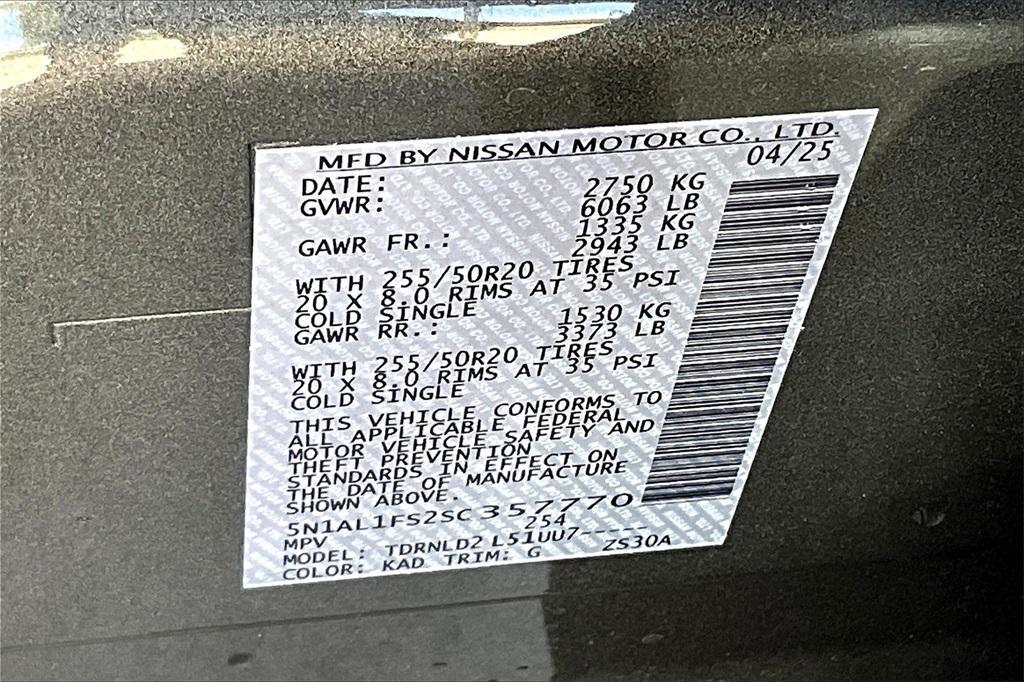 MFD BY NISSAN MOTOR CO., LTD.
DATE: 04/25
GVWR: 2750 KG
6063 LB
GAWR FR.: 1335 KG
2943 LB
WITH 255/50R20 TIRES
20 X 8.0 RIMS AT 35 PSI
COLD SINGLE
GAWR RR.: 1530 KG
3373 LB
WITH 255/50R20 TIRES
20 X 8.0 RIMS AT 35 PSI
COLD SINGLE
THIS VEHICLE CONFORMS TO
ALL APPLICABLE FEDERAL
MOTOR VEHICLE SAFETY AND
THEFT PREVENTION
STANDARDS IN EFFECT ON
THE DATE OF MANUFACTURE
SHOWN ABOVE.
5N1AL1FS2SC357770
MPV 254
MODEL: TDRNLD2 L51UU7-----
COLOR: KAD TRIM: G ZS30A